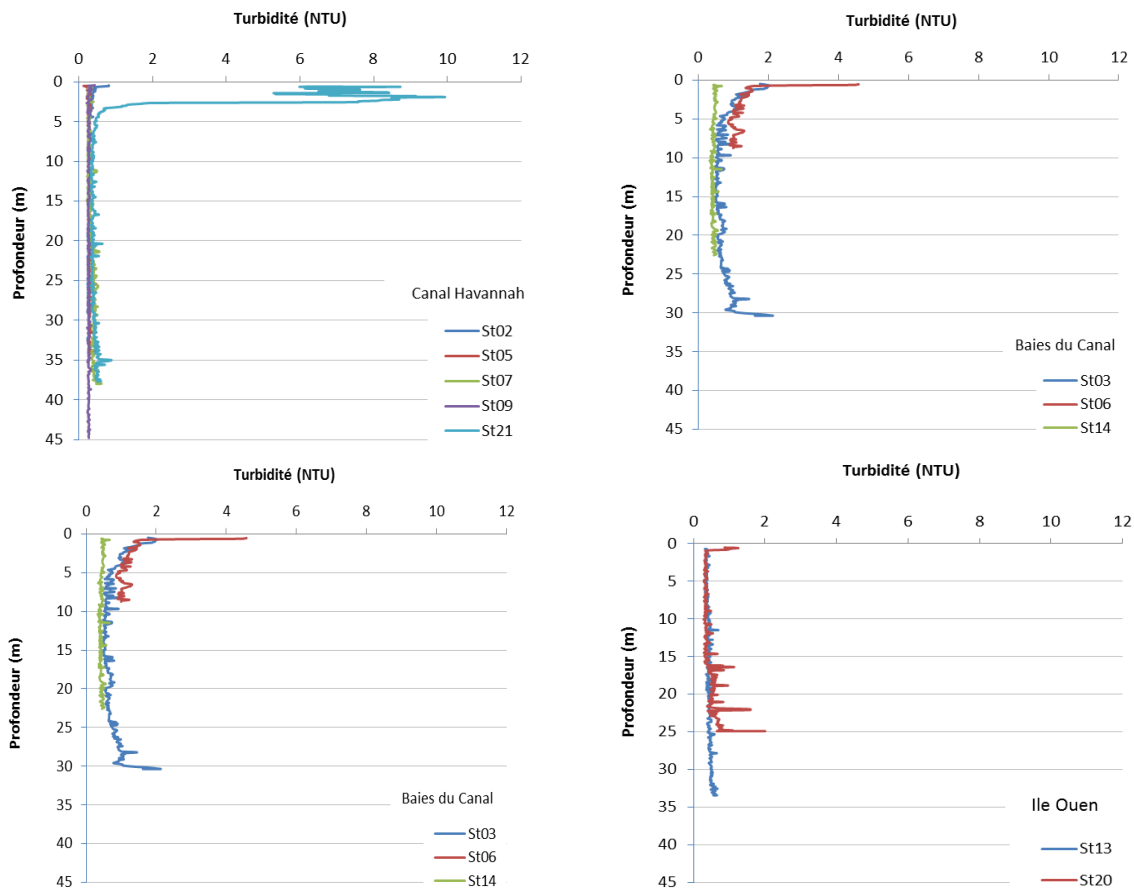 Turbidité (NTU)
0 2 4 6 8 10 12
Profondeur (m)
0
5
10
15
20
25
30
35
40
45
Canal Havannah
St02
St05
St07
St09
St21
Turbidité (NTU)
0 2 4 6 8 10 12
Profondeur (m)
0
5
10
15
20
25
30
35
40
45
Baies du Canal
St03
St06
St14
Turbidité (NTU)
0 2 4 6 8 10 12
Profondeur (m)
0
5
10
15
20
25
30
35
40
45
Baies du Canal
St03
St06
St14
Turbidité (NTU)
0 2 4 6 8 10 12
Profondeur (m)
0
5
10
15
20
25
30
35
40
45
Ile Ouen
St13
St20